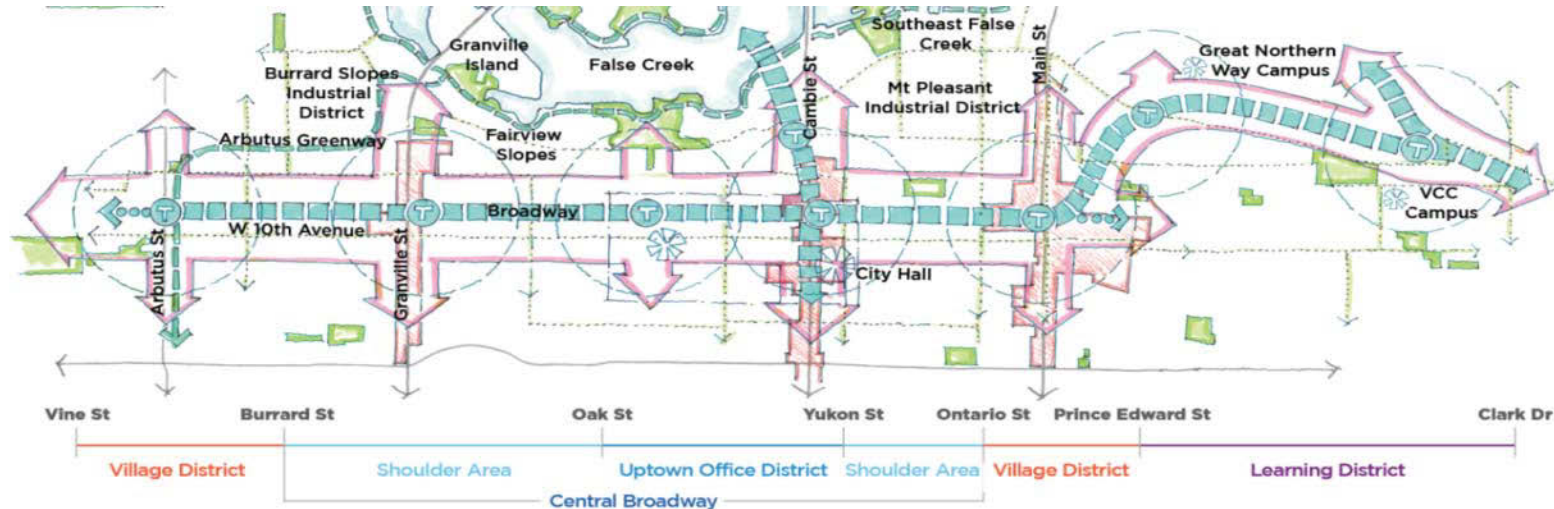 Southeast False
Creek
Granville
Island
False Creek
Great Northern
Way Campus
Burrard Slopes
Industrial
District
Cambie St
Main St
Mt Pleasant
Industrial District
Arbutus Greenway
Fairview
Slopes
VCC
Campus
T
T
T
T
T
T
T
Broadway
W 10th Avenue
Arbutus St
Granville St
City Hall
Vine St
Burrard St
Oak St
Yukon St
Ontario St
Prince Edward St
Clark Dr
Village District
Shoulder Area
Uptown Office District
Shoulder Area
Village District
Learning District
Central Broadway